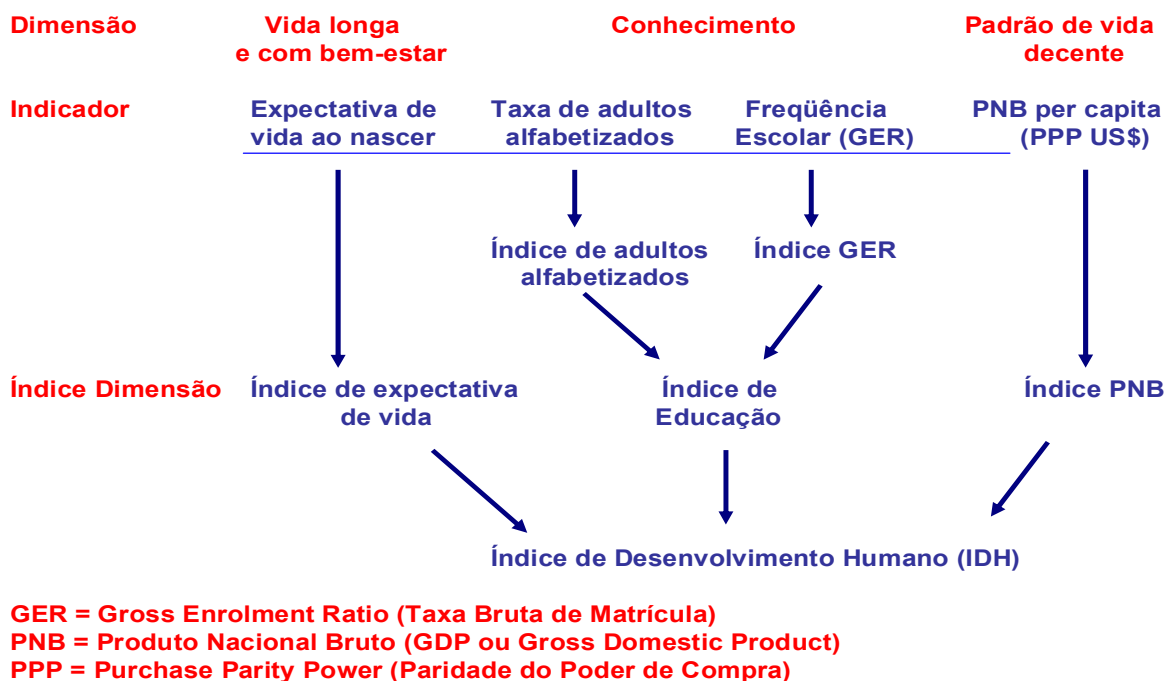 Dimensão Vida longa Conhecimento Padrão de vida
e com bem-estar decente
Indicador Expectativa de Taxa de adultos Freqüência PNB per capita
vida ao nascer alfabetizados Escolar (GER) (PPP US$)
Índice de adultos Índice GER
alfabetizados
Índice Dimensão Índice de expectativa Índice de Índice PNB
de vida Educação
Índice de Desenvolvimento Humano (IDH)
GER = Gross Enrolment Ratio (Taxa Bruta de Matrícula)
PNB = Produto Nacional Bruto (GDP ou Gross Domestic Product)
PPP = Purchase Parity Power (Paridade do Poder de Compra)